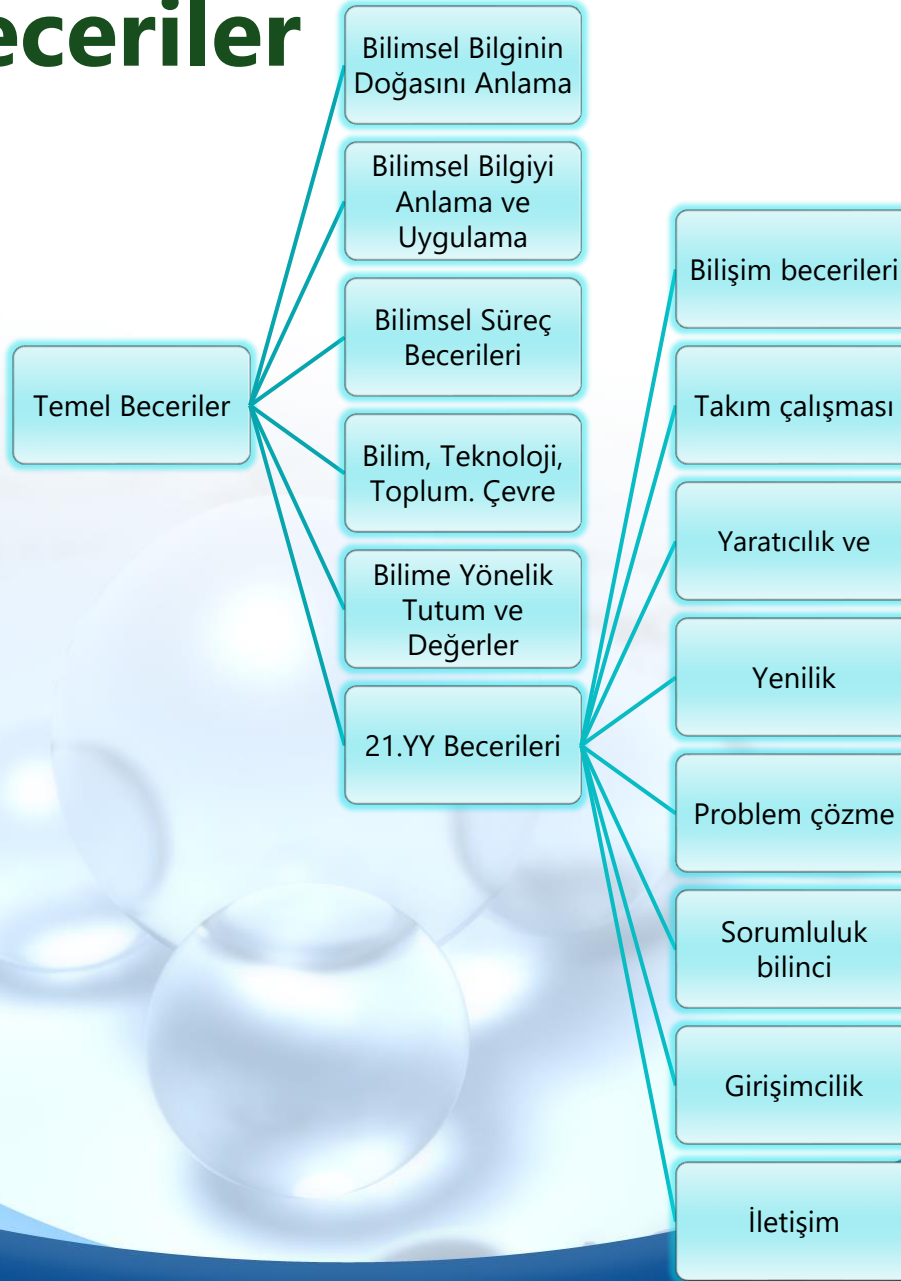 eceriler
Temel Beceriler
Bilimsel Bilginin
Doğasını Anlama
Bilimsel Bilgiyi
Anlama ve
Uygulama
Bilimsel Süreç
Becerileri
Bilim, Teknoloji,
Toplum. Çevre
Bilime Yönelik
Tutum ve
Değerler
21.YY Becerileri
Bilişim becerileri
Takım çalışması
Yaratıcılık ve
Yenilik
Problem çözme
Sorumluluk
bilinci
Girişimcilik
İletişim